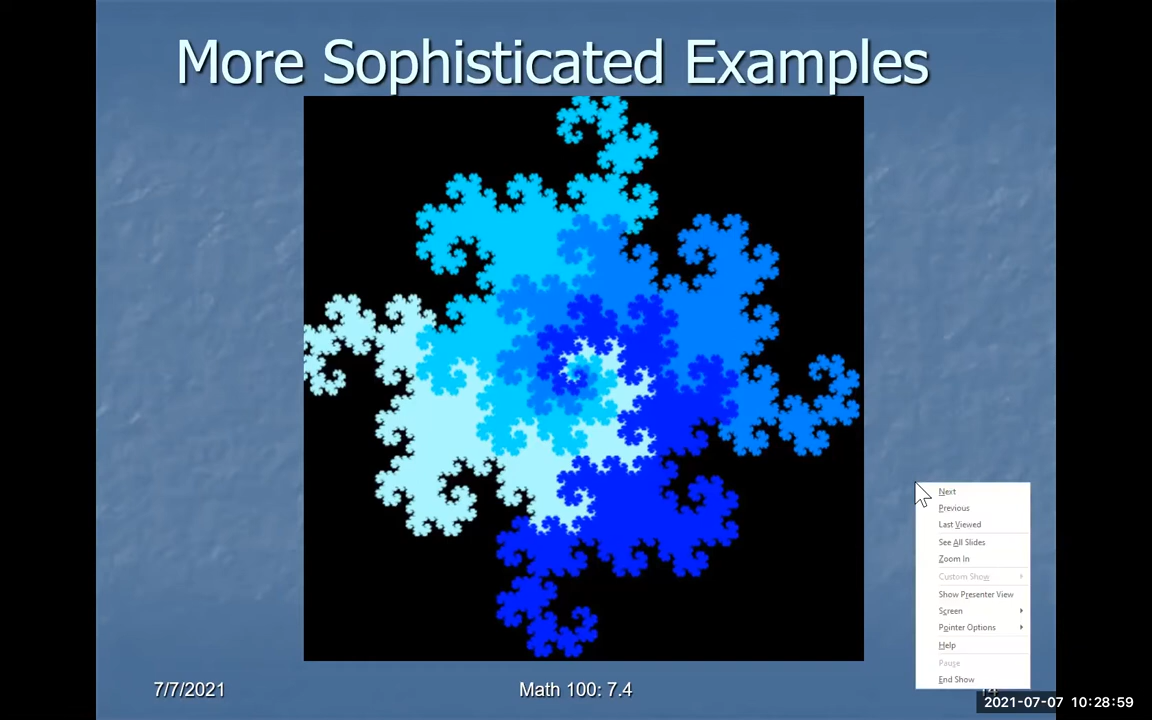 More Sophisticated Examples
Next
Previous
Last Viewed
See All Slides
Zoom In
Custom Show
Show Presenter View
Screen
Pointer Options
Help
Pause
End Show
7/7/2021
Math 100: 7.4
2021-07-07 10:28:59